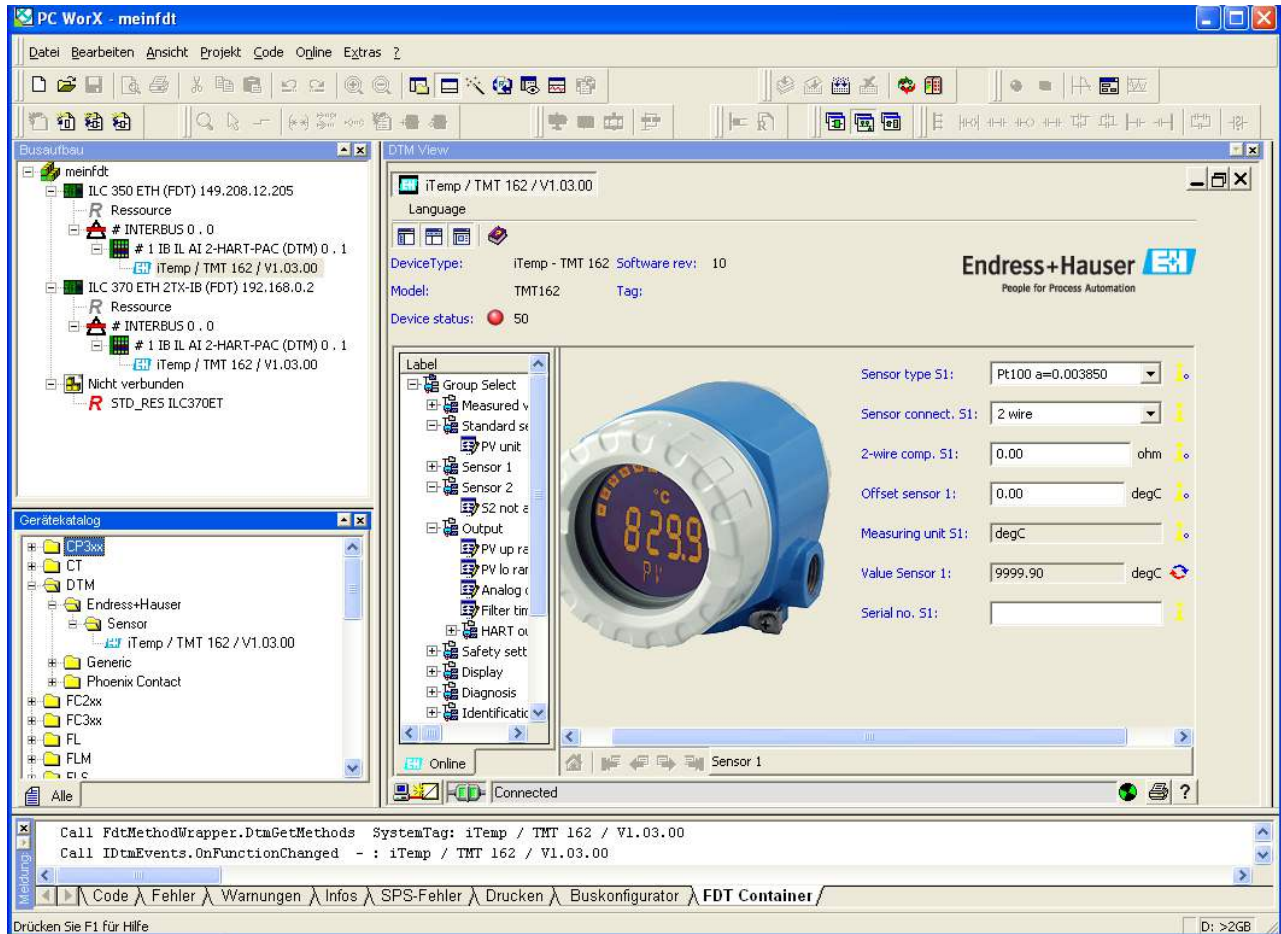 PC WorX - meinfdt
Datei Bearbeiten Ansicht Projekt Code Online Extras ?
Busaufbau
meinfdt
ILC 350 ETH (FDT) 149.208.12.205
R Ressource
# INTERBUS 0 . 0
# 1 IB IL AI 2-HART-PAC (DTM) 0 . 1
iTemp / TMT 162 / V1.03.00
ILC 370 ETH 2TX-IB (FDT) 192.168.0.2
R Ressource
# INTERBUS 0 . 0
# 1 IB IL AI 2-HART-PAC (DTM) 0 . 1
iTemp / TMT 162 / V1.03.00
Nicht verbunden
R STD_RES ILC370ET
Gerätekatalog
CP3xx
CT
DTM
Endress+Hauser
Sensor
iTemp / TMT 162 / V1.03.00
Generic
Phoenix Contact
FC2xx
FC3xx
FL
FLM
FLS
Alle
DTM View
iTemp / TMT 162 / V1.03.00
Language
DeviceType: iTemp - TMT 162 Software rev: 10
Model: TMT162 Tag:
Device status: 50
Endress+Hauser EH
People for Process Automation
Label
Group Select
Measured v
Standard se
PV unit
Sensor 1
Sensor 2
S2 not a
Output
PV up ra
PV lo ran
Analog o
Filter tim
HART ou
Safety sett
Display
Diagnosis
Identificatic
Online
°C
829.9
PV
Sensor type S1: Pt100 a=0.003850
Sensor connect. S1: 2 wire
2-wire comp. S1: 0.00 ohm
Offset sensor 1: 0.00 degC
Measuring unit S1: degC
Value Sensor 1: 9999.90 degC
Serial no. S1:
Sensor 1
Connected
Meldung:
Call FdtMethodWrapper.DtmGetMethods SystemTag: iTemp / TMT 162 / V1.03.00
Call IDtmEvents.OnFunctionChanged - : iTemp / TMT 162 / V1.03.00
Code Fehler Warnungen Infos SPS-Fehler Drucken Buskonfigurator FDT Container
Drücken Sie F1 für Hilfe
D: >2GB